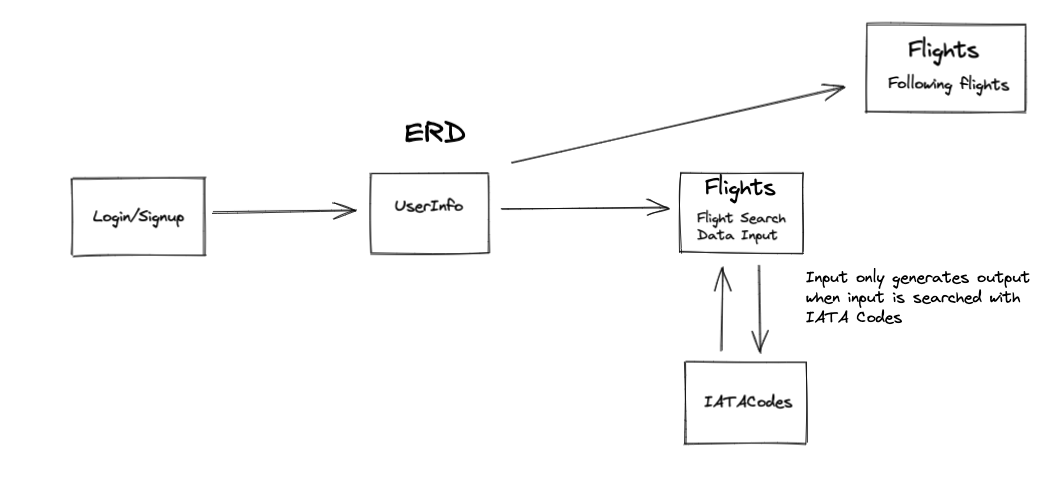 Flights
Following flights
ERD
Login/Signup
UserInfo
Flights
Flight Search
Data Input
Input only generates output
when input is searched with
IATA Codes
IATACodes